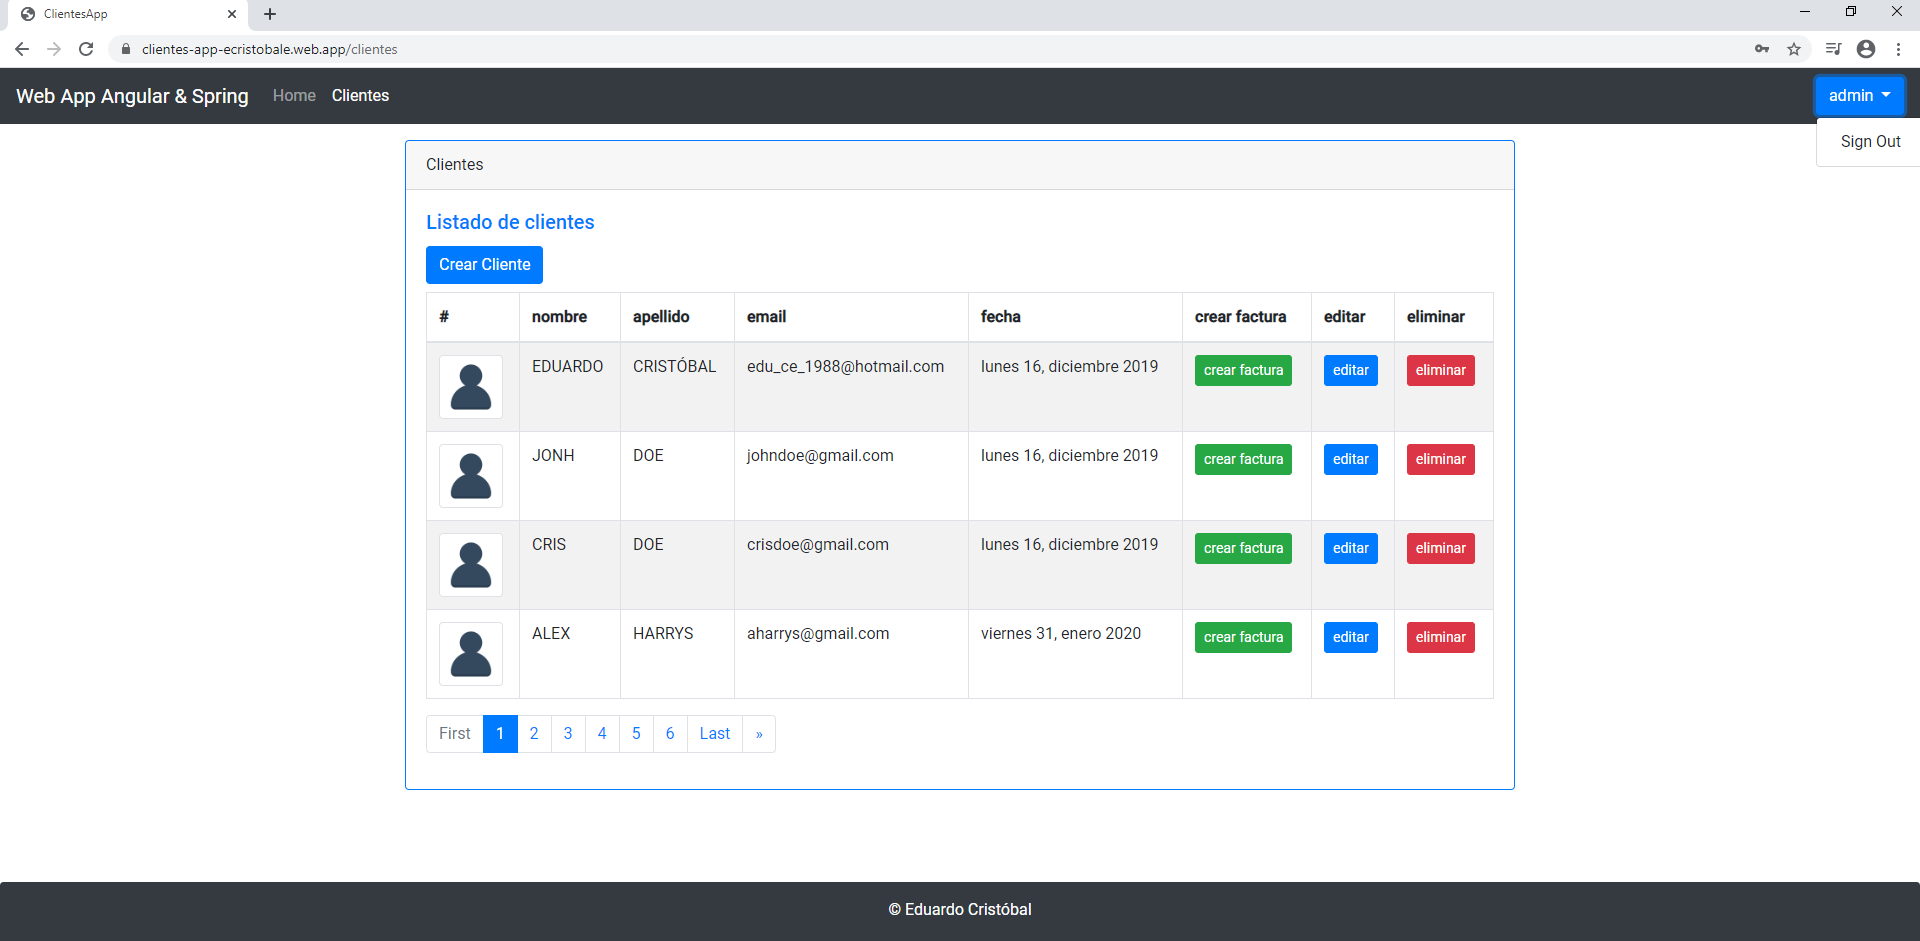 ClientesApp
clientes-app-ecristobale.web.app/clientes
Web App Angular & Spring Home Clientes admin
Sign Out
Clientes
Listado de clientes
Crear Cliente
# nombre apellido email fecha crear factura editar eliminar
EDUARDO CRISTÓBAL edu_ce_1988@hotmail.com lunes 16, diciembre 2019 crear factura editar eliminar
JONH DOE johndoe@gmail.com lunes 16, diciembre 2019 crear factura editar eliminar
CRIS DOE crisdoe@gmail.com lunes 16, diciembre 2019 crear factura editar eliminar
ALEX HARRYS aharrys@gmail.com viernes 31, enero 2020 crear factura editar eliminar
First 1 2 3 4 5 6 Last »
© Eduardo Cristóbal